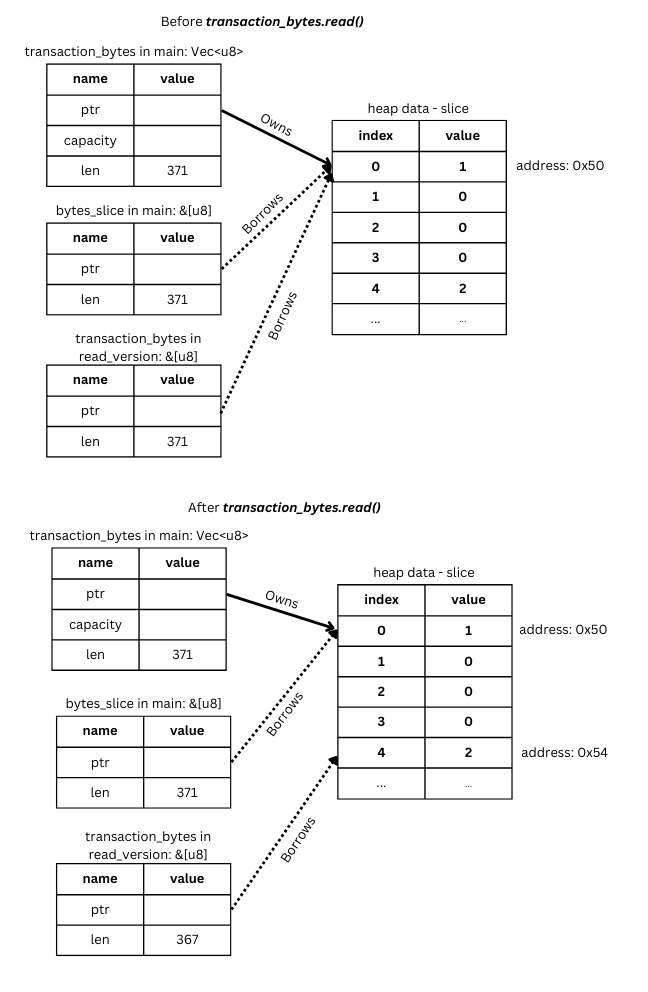 Before transaction_bytes.read()
transaction_bytes in main: Vec<u8>
name value
ptr
capacity
len 371
Owns
heap data - slice
index value
0 1
1 0
2 0
3 0
4 2
... ...
address: 0x50
bytes_slice in main: &[u8]
name value
ptr
len 371
Borrows
transaction_bytes in
read_version: &[u8]
name value
ptr
len 371
Borrows
After transaction_bytes.read()
transaction_bytes in main: Vec<u8>
name value
ptr
capacity
len 371
Owns
heap data - slice
index value
0 1
1 0
2 0
3 0
4 2
... ...
address: 0x50
address: 0x54
bytes_slice in main: &[u8]
name value
ptr
len 371
Borrows
transaction_bytes in
read_version: &[u8]
name value
ptr
len 367
Borrows